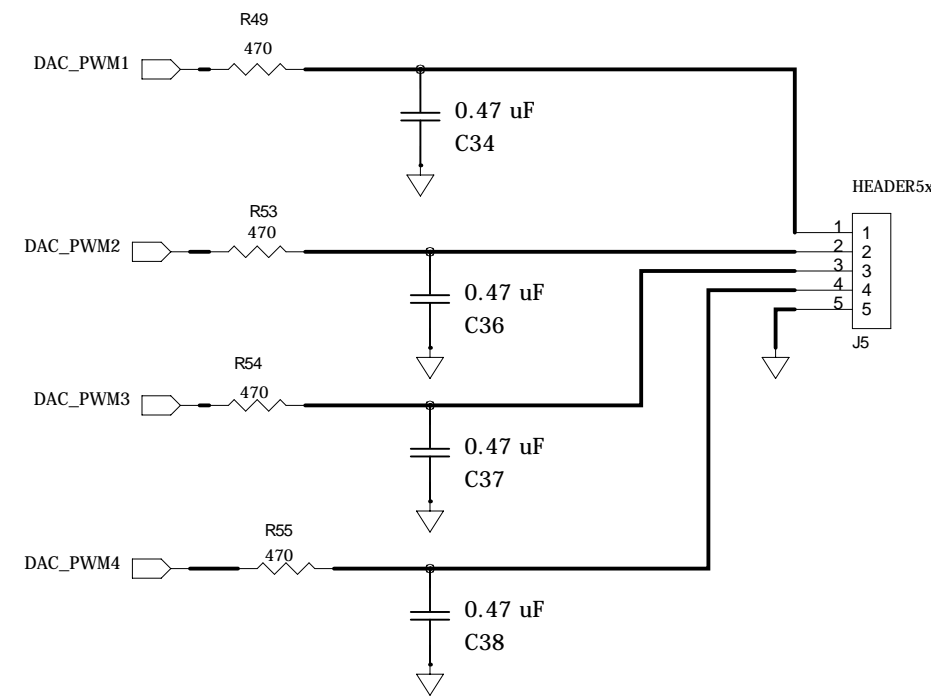 R49
470
DAC_PWM1
0.47 uF
C34
HEADER5x
R53
470
DAC_PWM2
0.47 uF
C36
1 1
2 2
3 3
4 4
5 5
J5
R54
470
DAC_PWM3
0.47 uF
C37
R55
470
DAC_PWM4
0.47 uF
C38